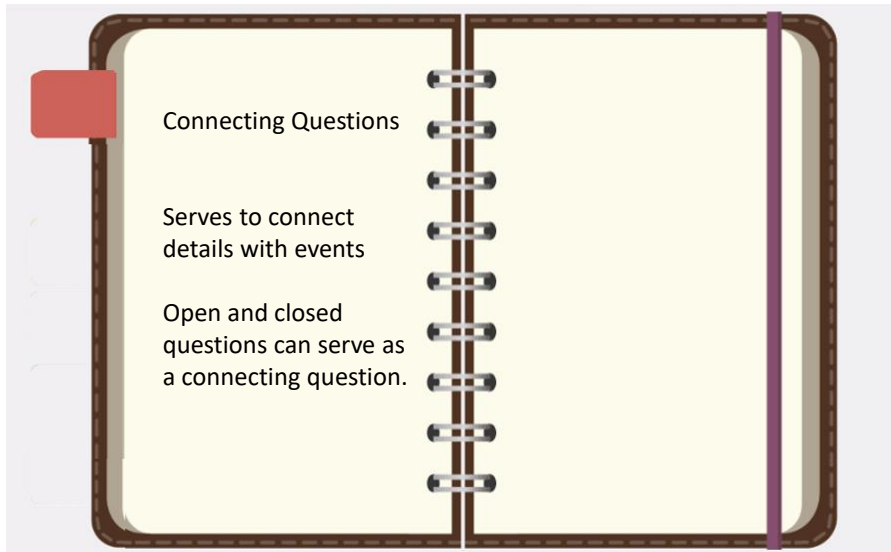 Connecting Questions
Serves to connect
details with events
Open and closed
questions can serve as
a connecting question.